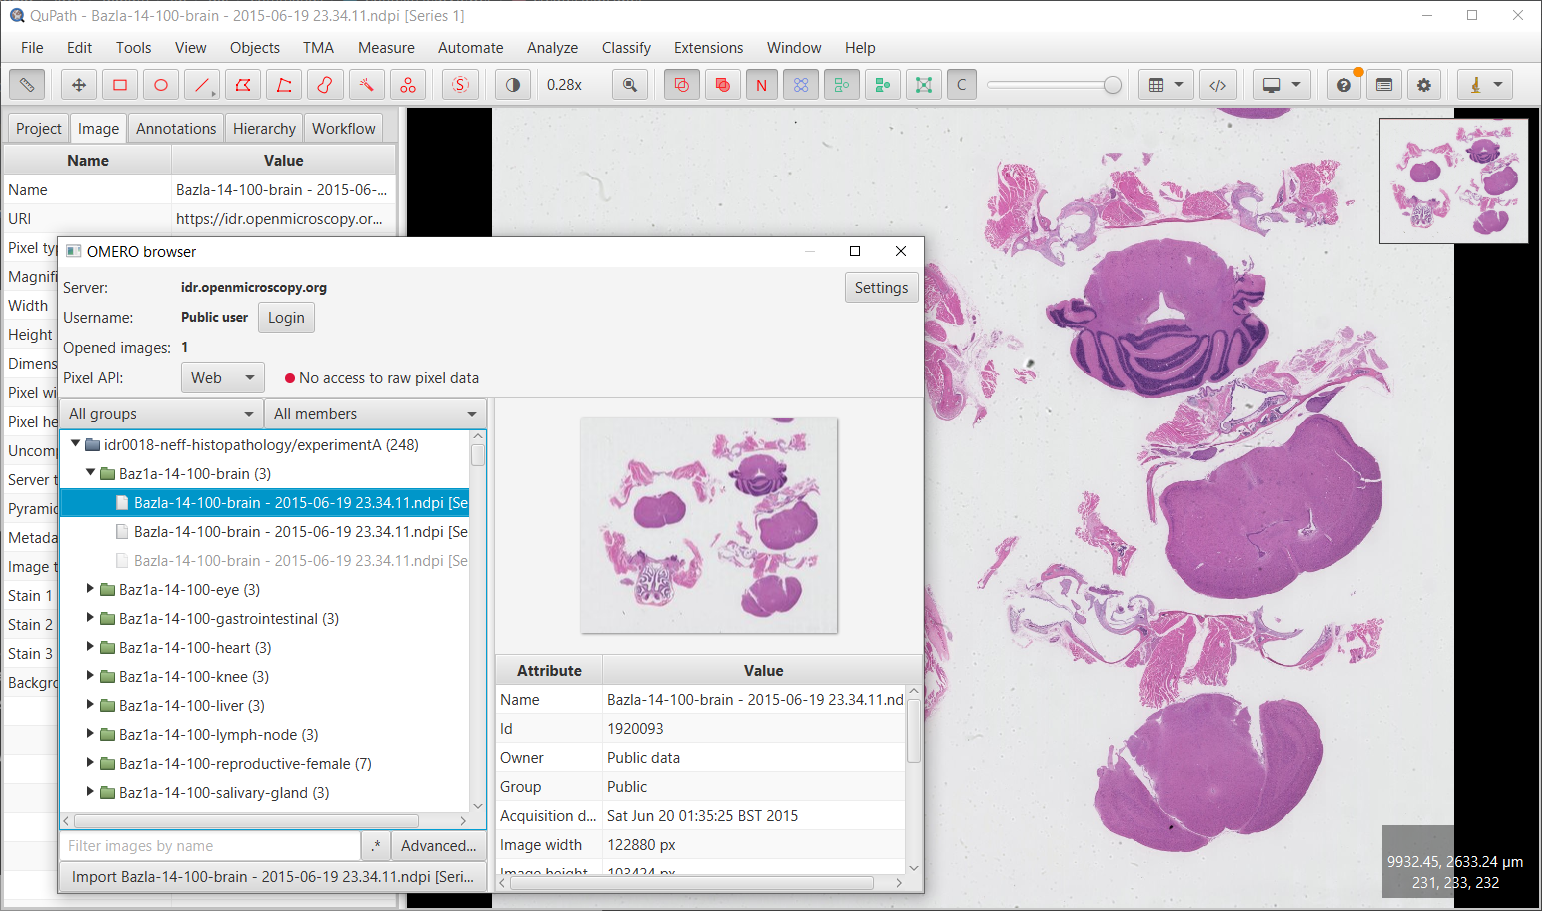 QuPath - Bazla-14-100-brain - 2015-06-19 23.34.11.ndpi [Series 1]
File Edit Tools View Objects TMA Measure Automate Analyze Classify Extensions Window Help
S 0.28x N C
Project Image Annotations Hierarchy Workflow
Name Value
Name Bazla-14-100-brain - 2015-06-...
URI https://idr.openmicroscopy.or...
Pixel ty
Magnifi
Width
Height
Dimens
Pixel wi
Pixel he
Uncomp
Server t
Pyramic
Metada
Image t
Stain 1
Stain 2
Stain 3
Backgro
OMERO browser
Server: idr.openmicroscopy.org Settings
Username: Public user Login
Opened images: 1
Pixel API: Web No access to raw pixel data
All groups All members
idr0018-neff-histopathology/experimentA (248)
Baz1a-14-100-brain (3)
Bazla-14-100-brain - 2015-06-19 23.34.11.ndpi [Se
Bazla-14-100-brain - 2015-06-19 23.34.11.ndpi [Se
Bazla-14-100-brain - 2015-06-19 23.34.11.ndpi [Se
Baz1a-14-100-eye (3)
Baz1a-14-100-gastrointestinal (3)
Baz1a-14-100-heart (3)
Baz1a-14-100-knee (3)
Baz1a-14-100-liver (3)
Baz1a-14-100-lymph-node (3)
Baz1a-14-100-reproductive-female (7)
Baz1a-14-100-salivary-gland (3)
Filter images by name .* Advanced...
Import Bazla-14-100-brain - 2015-06-19 23.34.11.ndpi [Seri...
Attribute Value
Name Bazla-14-100-brain - 2015-06-19 23.34.11.nd
Id 1920093
Owner Public data
Group Public
Acquisition d... Sat Jun 20 01:35:25 BST 2015
Image width 122880 px
Image height 103424 px
9932.45, 2633.24 µm
231, 233, 232